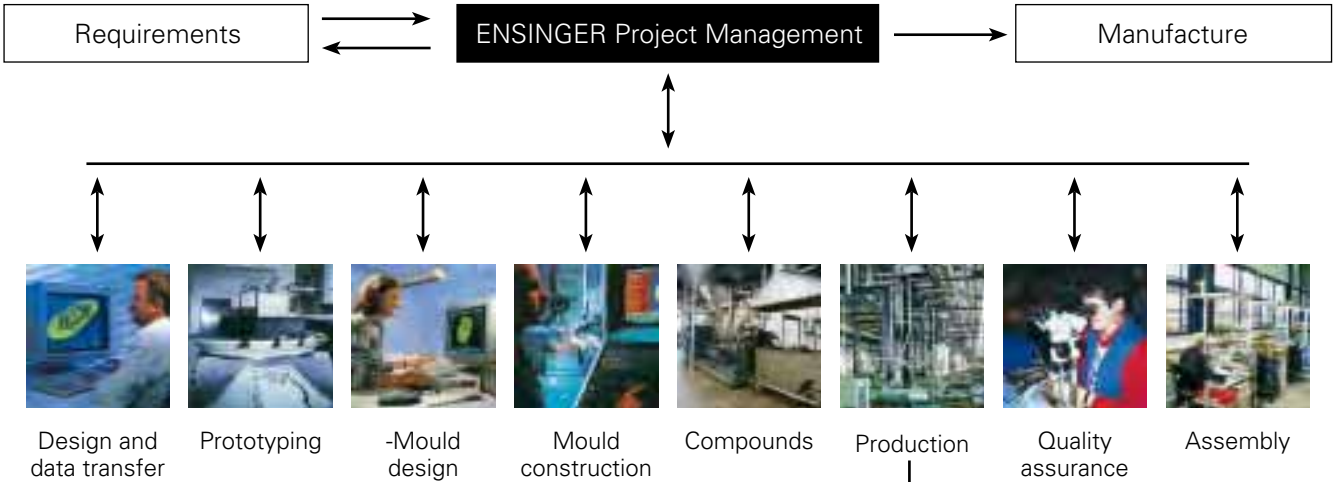 Requirements
ENSINGER Project Management
Manufacture
Design and
data transfer
Prototyping
-Mould
design
Mould
construction
Compounds
Production
Quality
assurance
Assembly